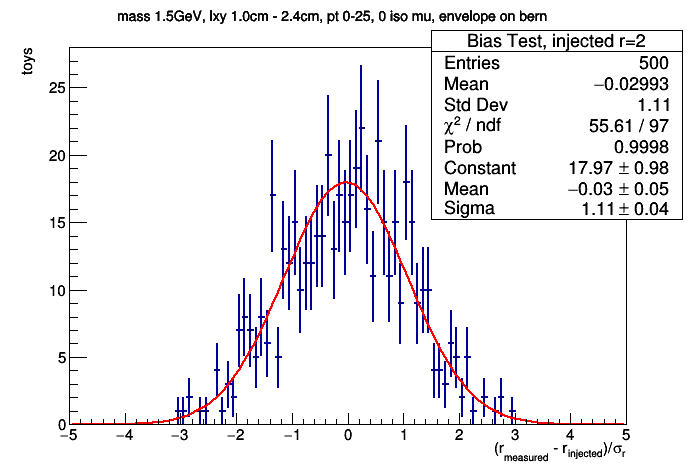 mass 1.5GeV, lxy 1.0cm - 2.4cm, pt 0-25, 0 iso mu, envelope on bern
Bias Test, injected r=2
Entries 500
Mean −0.02993
Std Dev 1.11
χ² / ndf 55.61 / 97
Prob 0.9998
Constant 17.97 ± 0.98
Mean −0.03 ± 0.05
Sigma 1.11 ± 0.04
toys
25
20
15
10
5
0
−5 −4 −3 −2 −1 0 1 2 3 4 5
(r_measured - r_injected)/σ_r